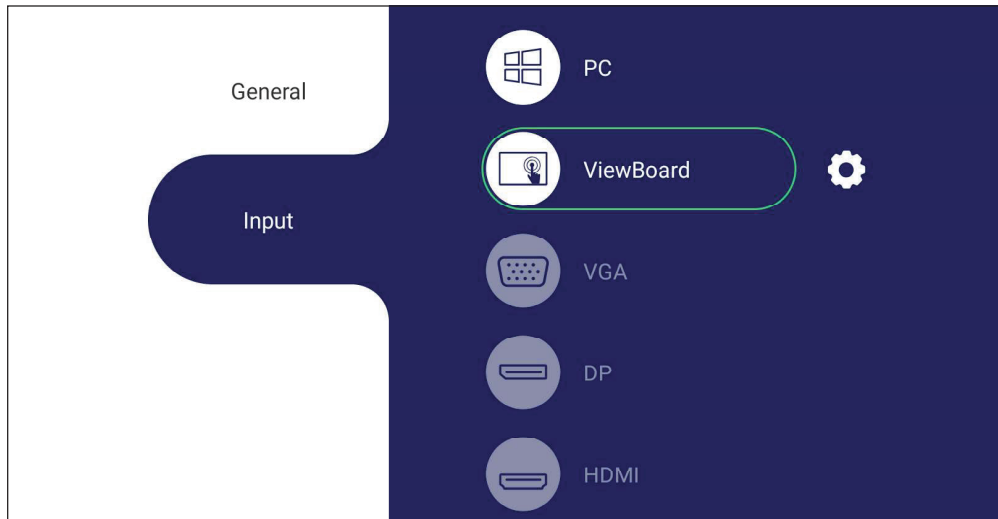 General
Input
PC
ViewBoard
VGA
DP
HDMI